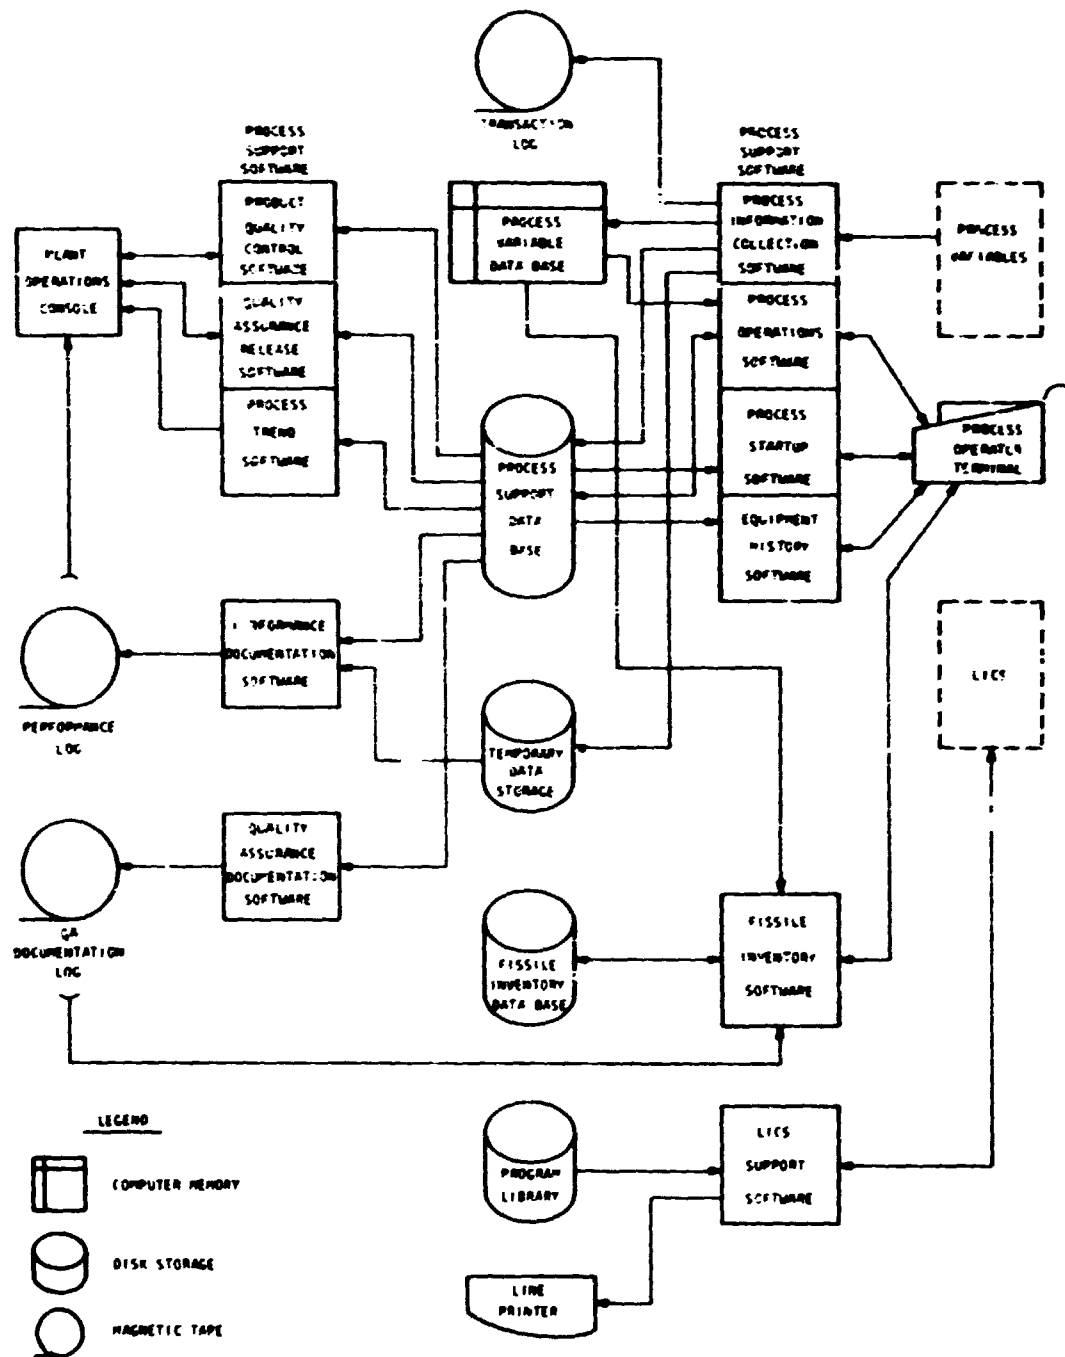 TRANSACTION
LOG
PROCESS
SUPPORT
SOFTWARE
PROCESS
SUPPORT
SOFTWARE
PRODUCT
QUALITY
CONTROL
SOFTWARE
PROCESS
VARIABLE
DATA BASE
PROCESS
INFORMATION
COLLECTION
SOFTWARE
PROCESS
VARIABLES
PLANT
OPERATIONS
CONSOLE
QUALITY
ASSURANCE
RELEASE
SOFTWARE
PROCESS
OPERATIONS
SOFTWARE
PROCESS
TREND
SOFTWARE
PROCESS
SUPPORT
DATA
BASE
PROCESS
STARTUP
SOFTWARE
PROCESS
OPERATOR
TERMINAL
EQUIPMENT
HISTORY
SOFTWARE
PERFORMANCE
LOG
PERFORMANCE
DOCUMENTATION
SOFTWARE
LICS
TEMPORARY
DATA
STORAGE
QUALITY
ASSURANCE
DOCUMENTATION
SOFTWARE
QA
DOCUMENTATION
LOG
FISSILE
INVENTORY
DATA BASE
FISSILE
INVENTORY
SOFTWARE
LEGEND
COMPUTER MEMORY
DISK STORAGE
MAGNETIC TAPE
PROGRAM
LIBRARY
LICS
SUPPORT
SOFTWARE
LINE
PRINTER